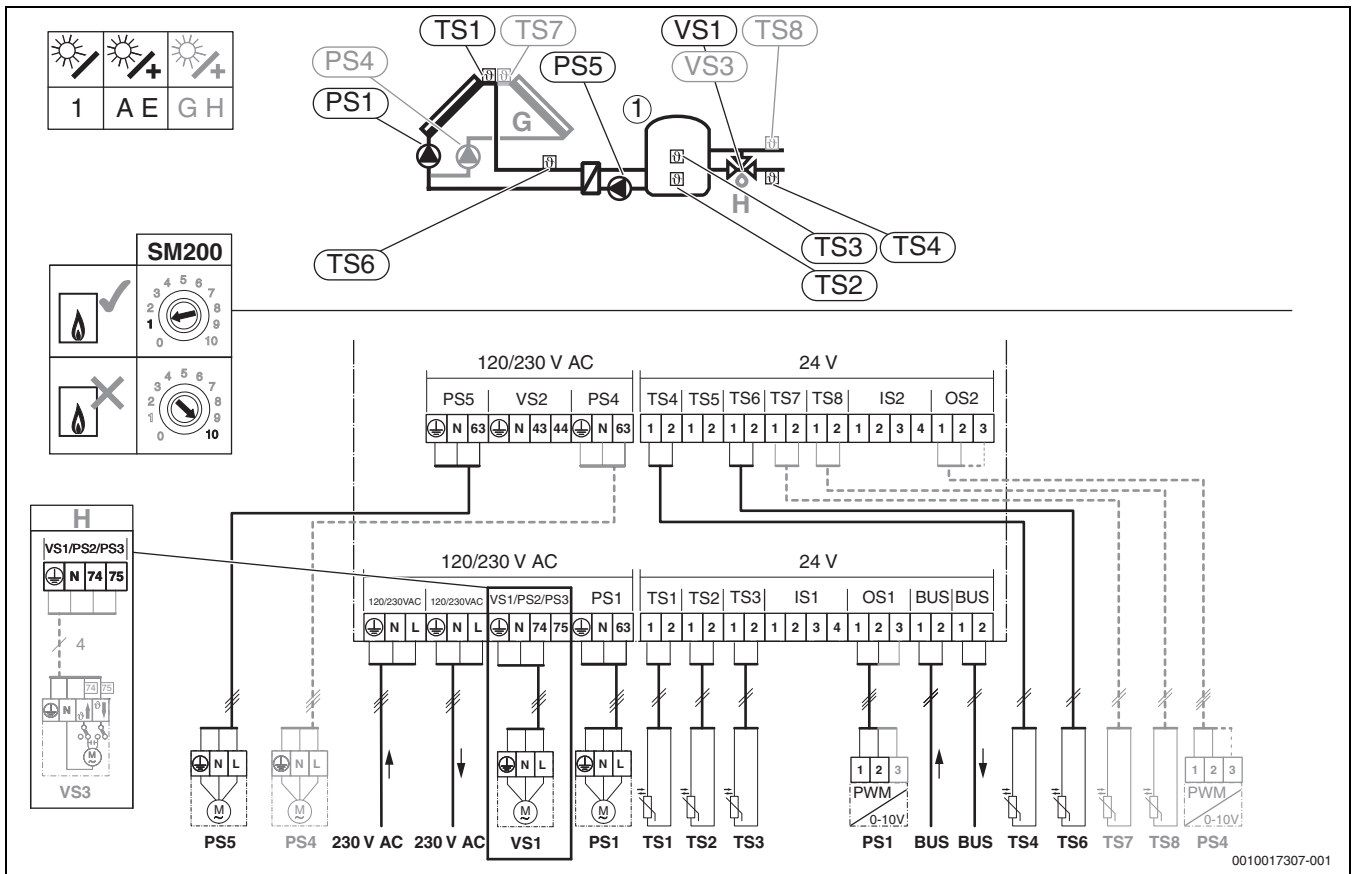 TS1 TS7 VS1 TS8
PS4 PS5 VS3
PS1 1
G
H
TS6 TS3 TS4
TS2
1 A E G H
SM200
0 1 2 3 4 5 6 7 8 9 10
0 1 2 3 4 5 6 7 8 9 10
120/230 V AC 24 V
PS5 VS2 PS4 TS4 TS5 TS6 TS7 TS8 IS2 OS2
N 63 N 43 44 N 63 1 2 1 2 1 2 1 2 1 2 1 2 3 4 1 2 3
H
VS1/PS2/PS3
N 74 75
4
74 75
N ϑ ϑ
M
VS3
120/230 V AC 24 V
120/230VAC 120/230VAC VS1/PS2/PS3 PS1 TS1 TS2 TS3 IS1 OS1 BUS BUS
N L N L N 74 75 N 63 1 2 1 2 1 2 1 2 3 4 1 2 3 1 2 1 2
N L N L N L N L 1 2 3 1 2 3
M ~ M ~ M ~ M ~ PWM 0-10V PWM 0-10V
PS5 PS4 230 V AC 230 V AC VS1 PS1 TS1 TS2 TS3 PS1 BUS BUS TS4 TS6 TS7 TS8 PS4
0010017307-001